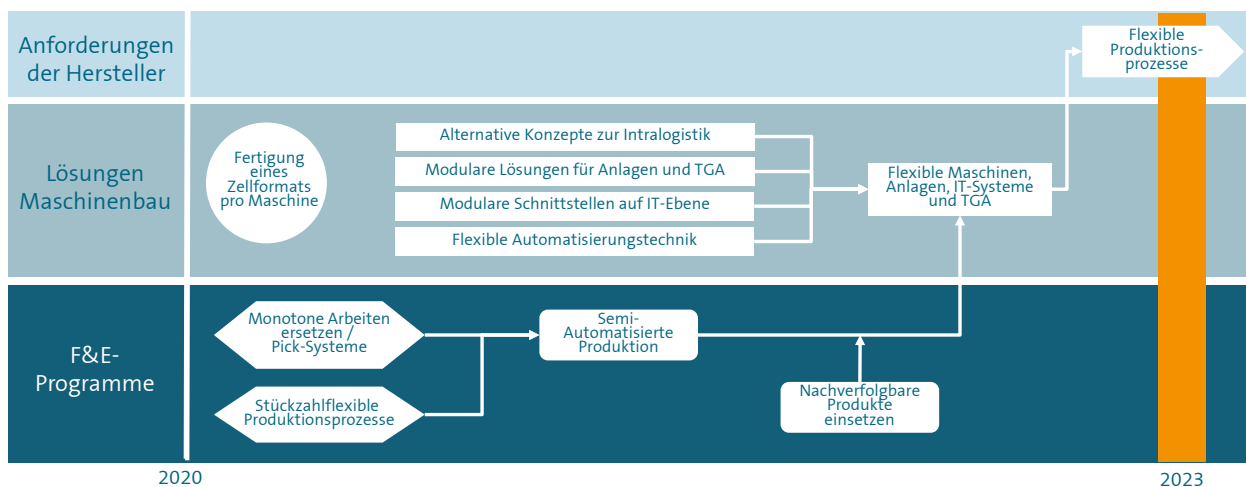 Anforderungen
der Hersteller
Flexible
Produktions-
prozesse
Lösungen
Maschinenbau
Fertigung
eines
Zellformats
pro Maschine
Alternative Konzepte zur Intralogistik
Modulare Lösungen für Anlagen und TGA
Modulare Schnittstellen auf IT-Ebene
Flexible Automatisierungstechnik
Flexible Maschinen,
Anlagen, IT-Systeme
und TGA
F&E-
Programme
Monotone Arbeiten
ersetzen /
Pick-Systeme
Stückzahlflexible
Produktionsprozesse
Semi-
Automatisierte
Produktion
Nachverfolgbare
Produkte
einsetzen
2020
2023